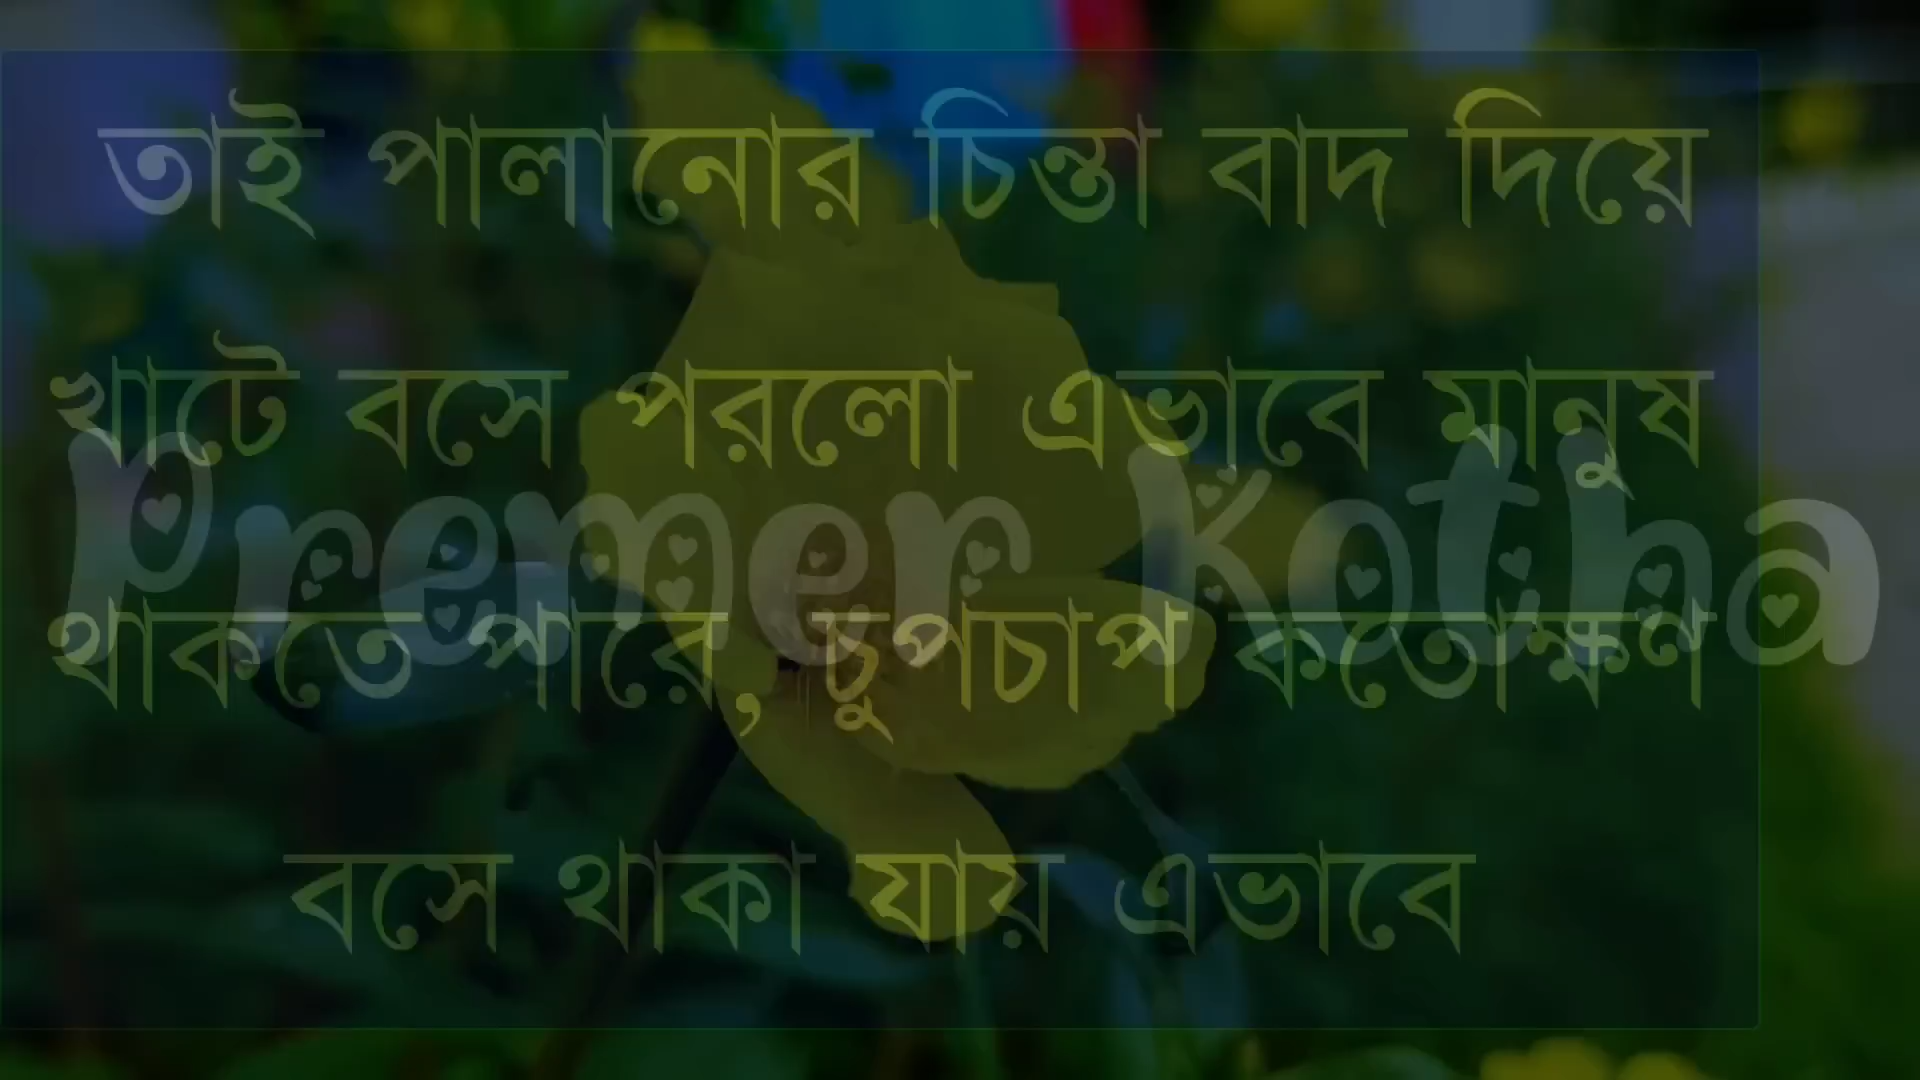 তাই পালানোর চিন্তা বাদ দিয়ে
খাটে বসে পরলো এভাবে মানুষ
Premer Kotha
থাকতে পারে, চুপচাপ কতোক্ষণ
বসে থাকা যায় এভাবে